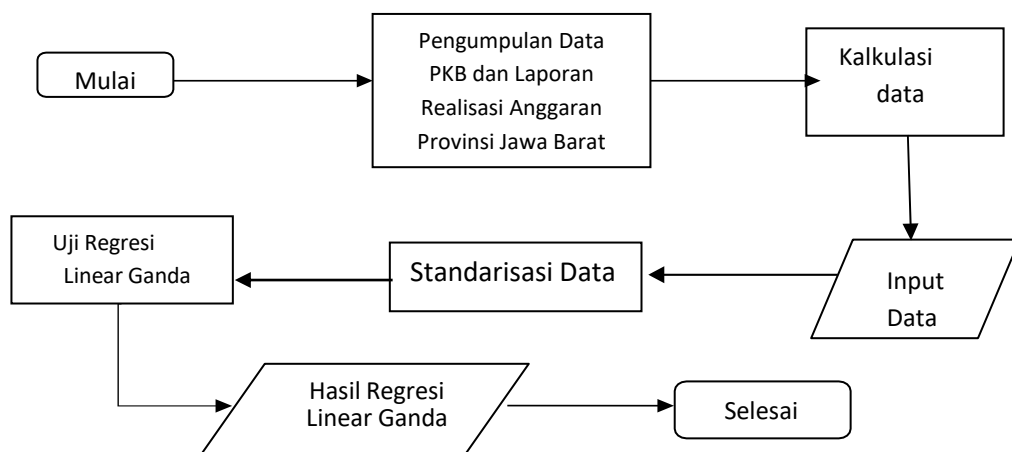 Mulai
Pengumpulan Data
PKB dan Laporan
Realisasi Anggaran
Provinsi Jawa Barat
Kalkulasi
data
Input
Data
Standarisasi Data
Uji Regresi
Linear Ganda
Hasil Regresi
Linear Ganda
Selesai